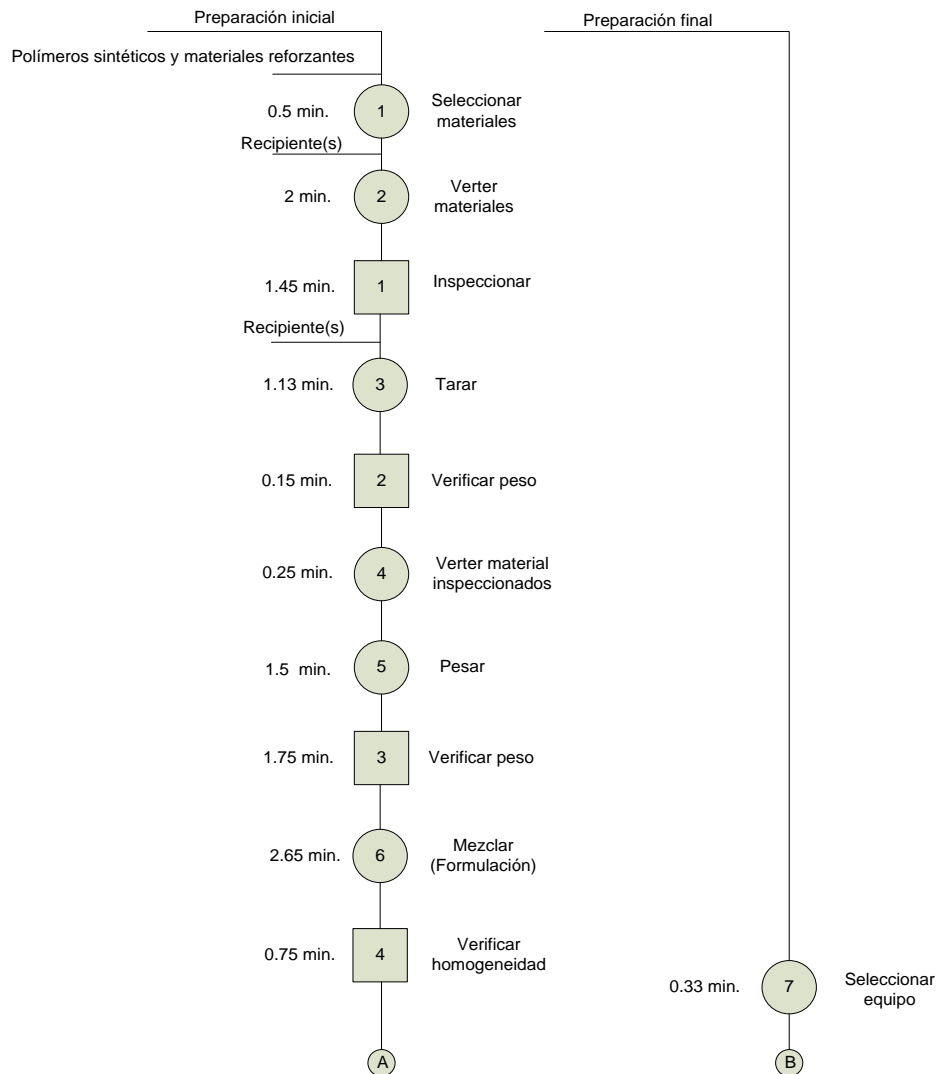 Preparación inicial
Preparación final
Polímeros sintéticos y materiales reforzantes
0.5 min.
1
Seleccionar
materiales
Recipiente(s)
2 min.
2
Verter
materiales
1.45 min.
1
Inspeccionar
Recipiente(s)
1.13 min.
3
Tarar
0.15 min.
2
Verificar peso
0.25 min.
4
Verter material
inspeccionados
1.5 min.
5
Pesar
1.75 min.
3
Verificar peso
2.65 min.
6
Mezclar
(Formulación)
0.75 min.
4
Verificar
homogeneidad
0.33 min.
7
Seleccionar
equipo
A
B